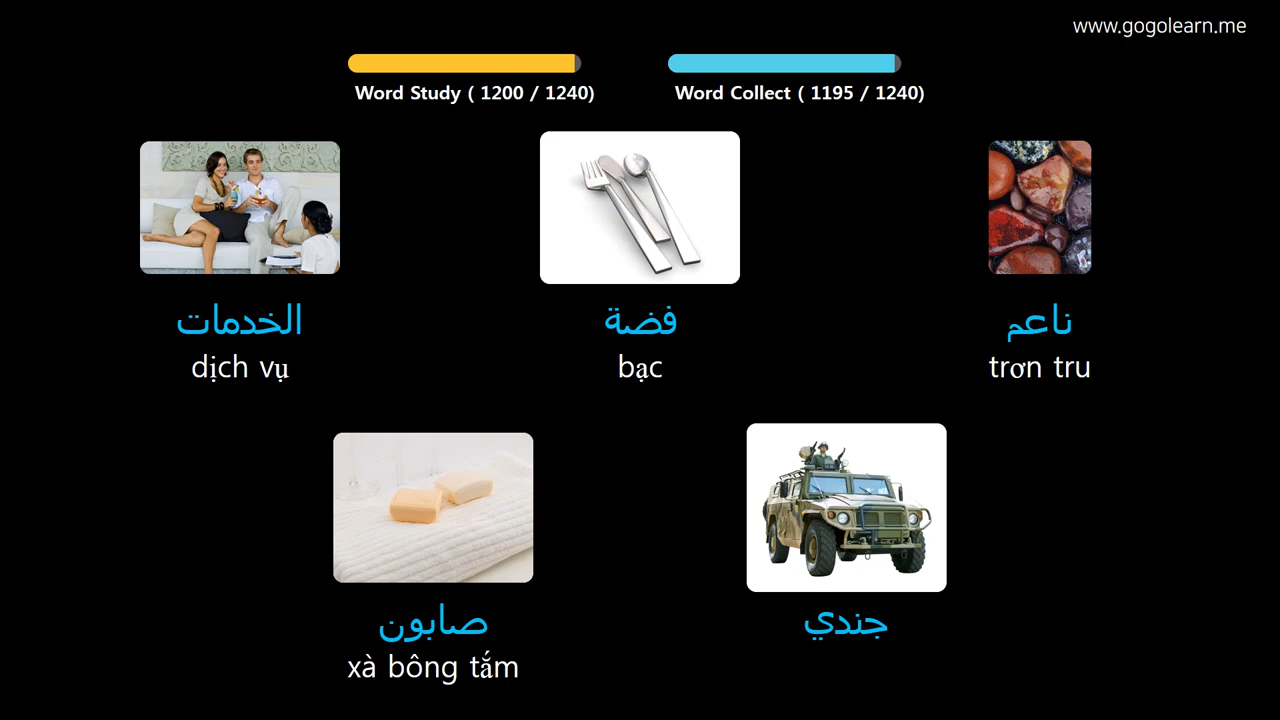 www.gogolearn.me
Word Study ( 1200 / 1240)
Word Collect ( 1195 / 1240)
الخدمات
dịch vụ
فضة
bạc
ناعم
trơn tru
صابون
xà bông tắm
جندي